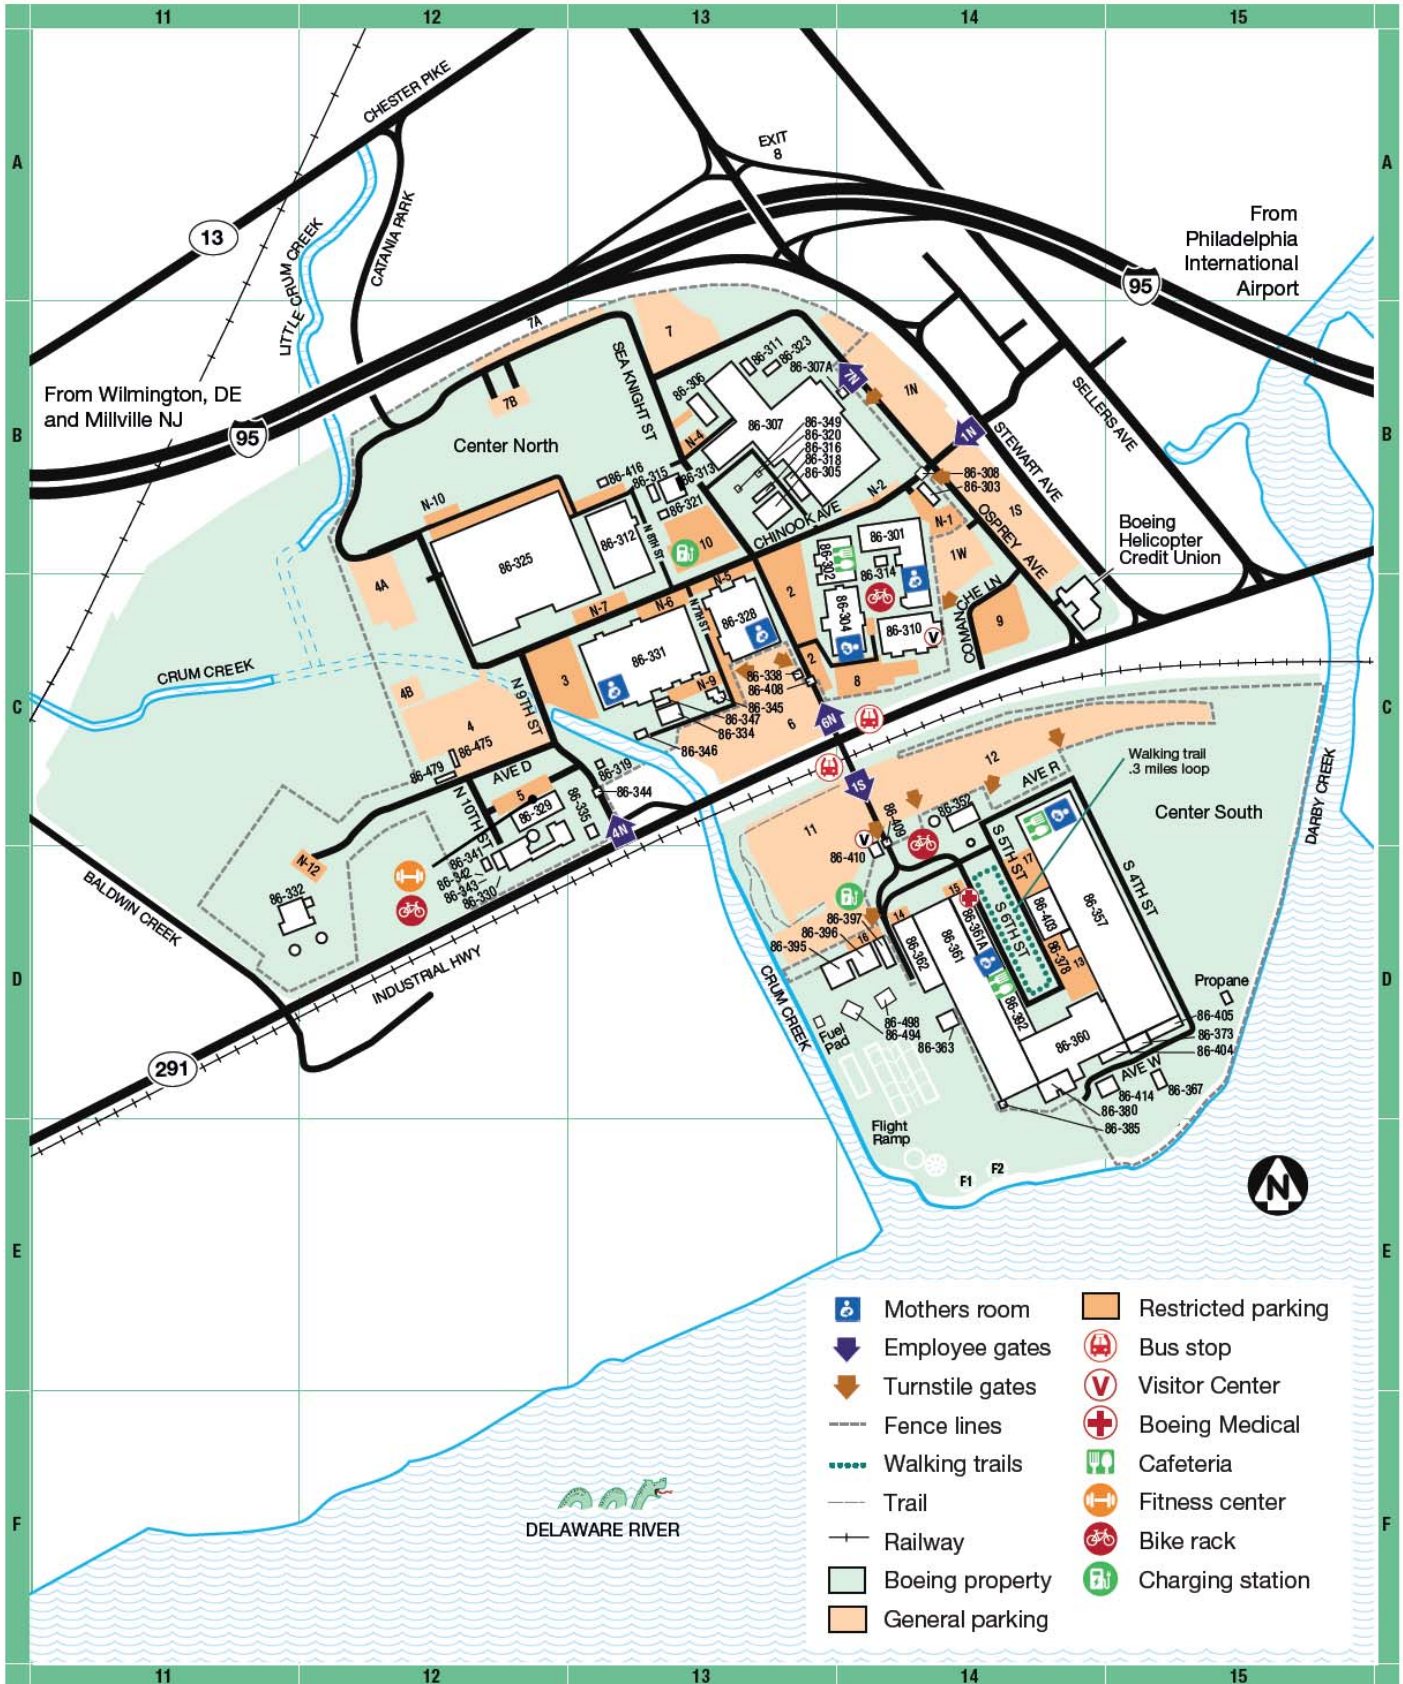 11
12
13
14
15
A
B
C
D
E
F
A
B
C
D
E
F
CHESTER PIKE
EXIT
8
13
LITTLE CRUM CREEK
CATANIA PARK
From
Philadelphia
International
Airport
95
From Wilmington, DE
and Millville NJ
95
7A
7
7B
SEA KNIGHT ST
Center North
86-311
86-323
86-307A
7N
86-306
1N
86-307
N-4
86-349
86-320
86-316
86-318
86-305
1N
SELLERS AVE
STEWART AVE
86-308
86-303
86-416
86-315
86-313
86-321
N-2
N-10
86-325
86-312
N 8TH ST
10
CHINOOK AVE
N-1
1S
OSPREY AVE
Boeing
Helicopter
Credit Union
86-301
86-302
86-314
1W
4A
N-5
N-6
N-7
2
86-328
N 7TH ST
86-304
86-310
V
COMANCHE LN
9
CRUM CREEK
86-331
3
2
8
4B
N 9TH ST
N-9
86-338
86-408
86-345
86-347
86-334
86-346
6
6N
4
86-475
86-479
AVE D
5
86-319
86-344
86-329
86-335
N 10TH ST
4N
1S
12
AVE R
Walking trail
.3 miles loop
Center South
DARBY CREEK
11
V
86-409
86-410
86-352
S 5TH ST
17
S 4TH ST
86-357
86-341
86-342
86-343
86-330
N-12
86-332
BALDWIN CREEK
INDUSTRIAL HWY
291
15
14
16
86-397
86-396
86-395
86-362
86-361
86-361A
S 6TH ST
86-403
86-378
13
86-392
86-360
CRUM CREEK
Fuel
Pad
86-498
86-494
86-363
Propane
86-405
86-373
86-404
AVE W
86-414
86-367
86-380
86-385
Flight
Ramp
F1
F2
N
DELAWARE RIVER
Mothers room
Employee gates
Turnstile gates
Fence lines
Walking trails
Trail
Railway
Boeing property
General parking
Restricted parking
Bus stop
V
Visitor Center
Boeing Medical
Cafeteria
Fitness center
Bike rack
Charging station
11
12
13
14
15